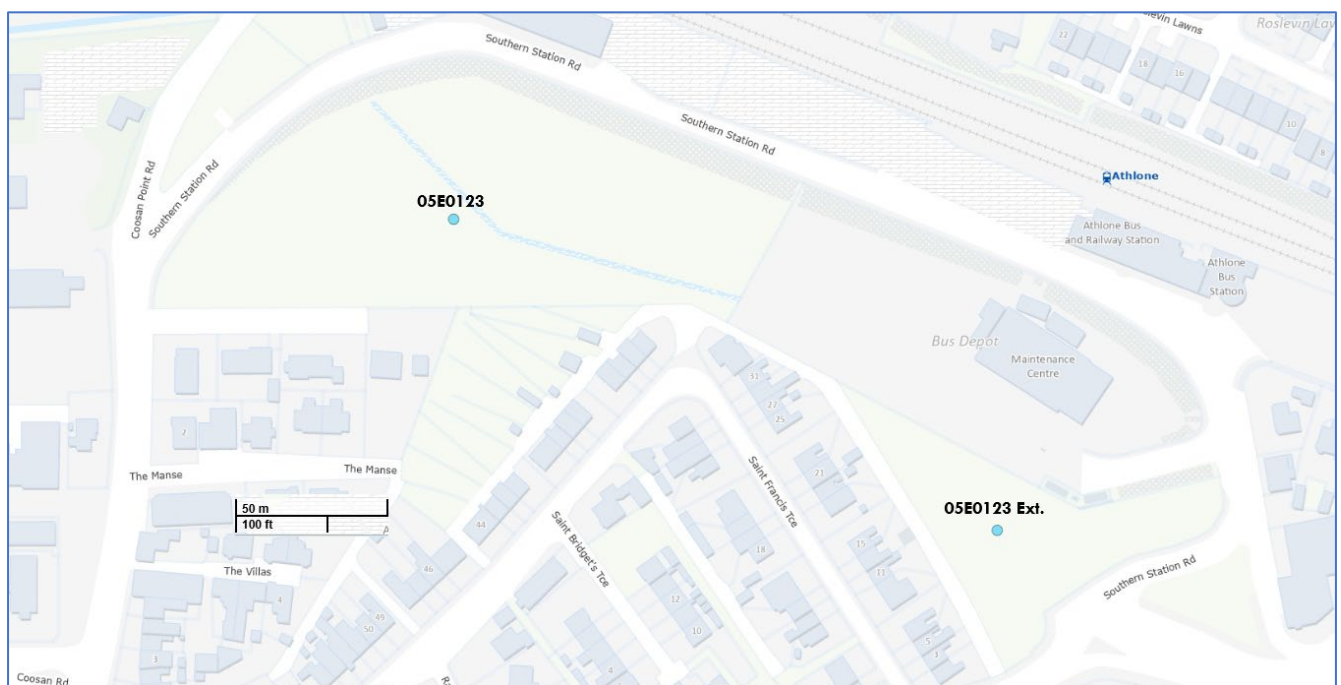 Roslevin Lawns
Roslevin
22
18
16
10
8
Southern Station Rd
Southern Station Rd
Athlone
Coosan Point Rd
Southern Station Rd
05E0123
Athlone Bus
and Railway Station
Athlone
Bus
Station
Bus Depot
Maintenance
Centre
31
27
25
2
The Manse
The Manse
50 m
100 ft
21
Saint Francis Tce
44
18
05E0123 Ext.
15
11
46
Saint Bridget's Tce
Southern Station Rd
The Villas
4
49
50
12
10
5
3
3
4
Coosan Rd